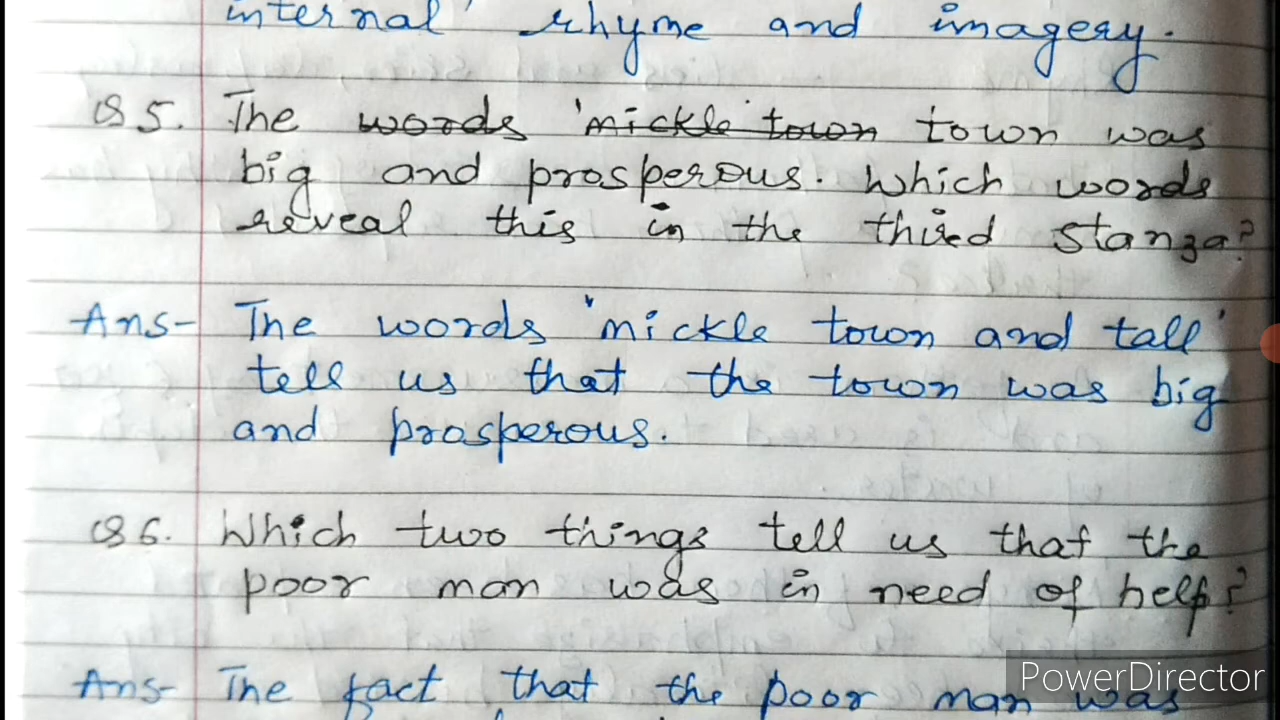 internal' rhyme and imagery.
Q5. The words 'mickle town town was
big and prosperous. Which words
reveal this in the third stanza?
Ans- The words 'mickle town and tall'
tell us that the town was big
and prosperous.
Q6. Which two things tell us that the
poor man was in need of help?
Ans- The fact that the poor man was
PowerDirector